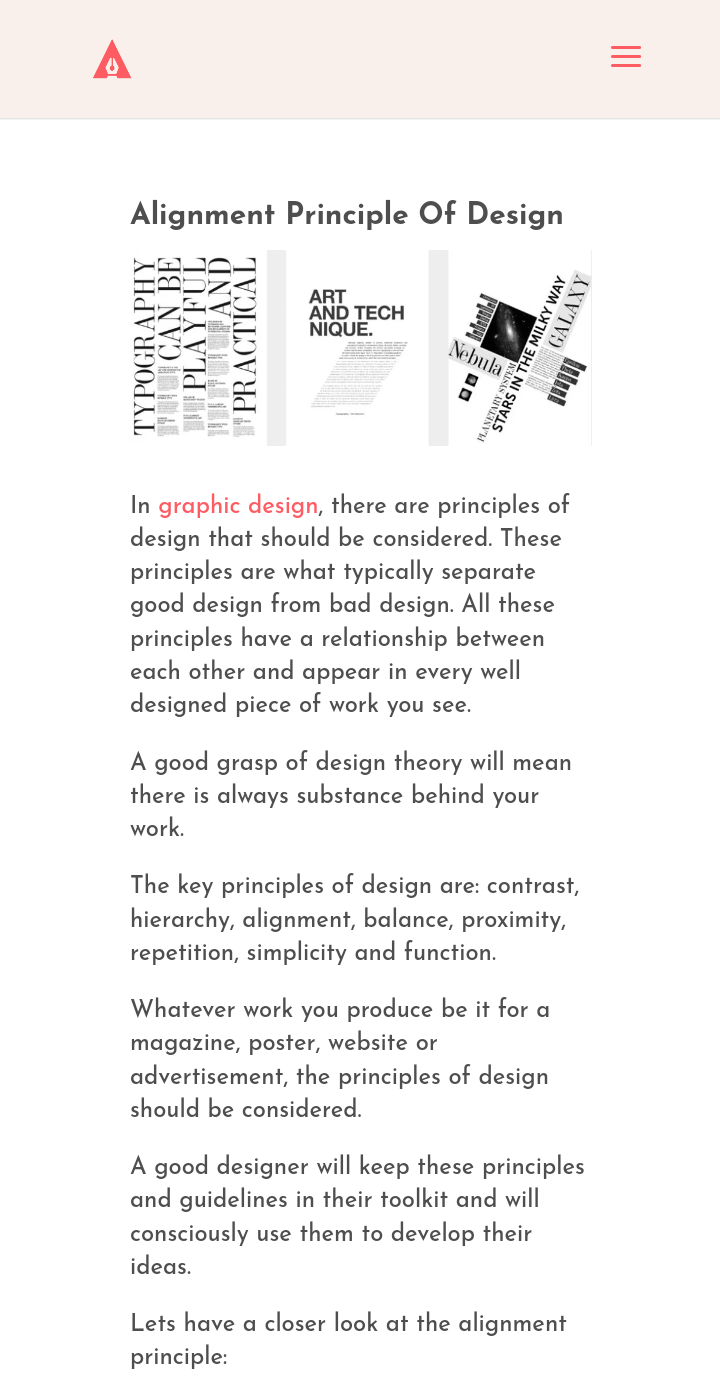 Alignment Principle Of Design
TYPOGRAPHY
CAN BE
PLAYFUL
AND
PRACTICAL
ART
AND TECH
NIQUE.
Nebula
PLANETARY SYSTEM
STARS IN THE MILKY WAY
GALAXY
In graphic design, there are principles of
design that should be considered. These
principles are what typically separate
good design from bad design. All these
principles have a relationship between
each other and appear in every well
designed piece of work you see.
A good grasp of design theory will mean
there is always substance behind your
work.
The key principles of design are: contrast,
hierarchy, alignment, balance, proximity,
repetition, simplicity and function.
Whatever work you produce be it for a
magazine, poster, website or
advertisement, the principles of design
should be considered.
A good designer will keep these principles
and guidelines in their toolkit and will
consciously use them to develop their
ideas.
Lets have a closer look at the alignment
principle: